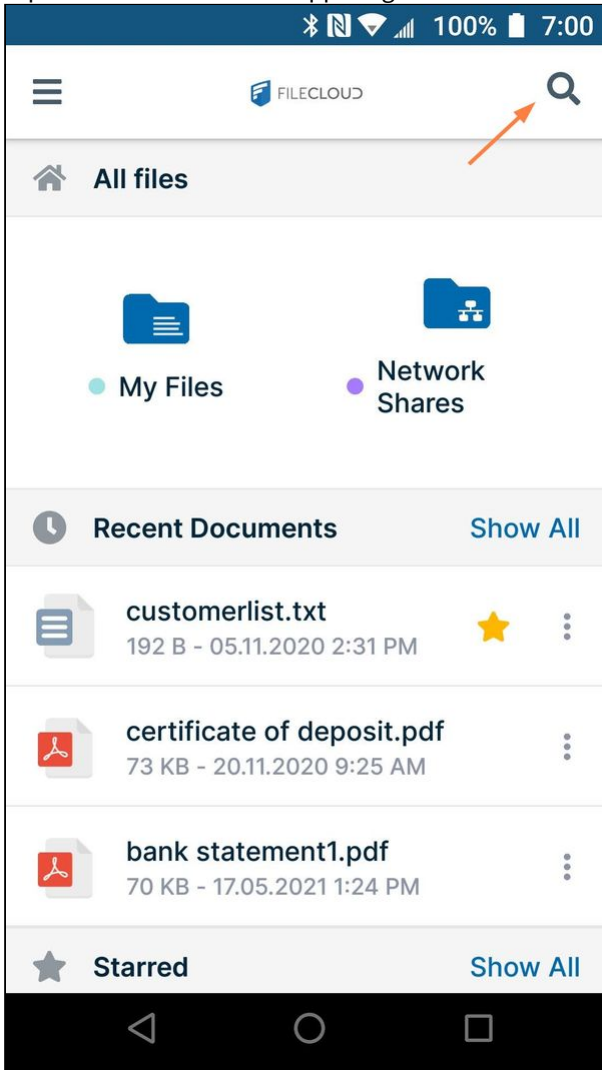 100% 7:00
FILECLOUD
All files
My Files
Network
Shares
Recent Documents Show All
customerlist.txt
192 B - 05.11.2020 2:31 PM
certificate of deposit.pdf
73 KB - 20.11.2020 9:25 AM
bank statement1.pdf
70 KB - 17.05.2021 1:24 PM
Starred Show All